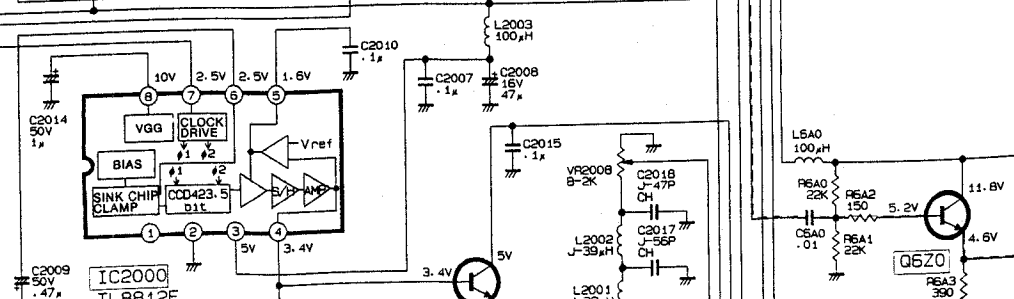 L2003
100μH
C2010
.1μ
C2007
.1μ
C2008
16V
47μ
10V
2.5V
2.5V
1.6V
8
7
6
5
C2014
50V
1μ
VGG
CLOCK
DRIVE
Vref
φ1
φ2
BIAS
φ1
φ2
SINK CHIP
CLAMP
CCD423.5
bit
S/H
AMP
1
2
3
4
5V
3.4V
C2009
50V
.47μ
IC2000
3.4V
5V
C2015
.1μ
VR2008
B-2K
C2018
J-47P
CH
L2002
J-39μH
C2017
J-56P
CH
L2001
L6A0
100μH
R6A0
22K
R6A2
150
C6A0
.01
R6A1
22K
5.2V
11.8V
4.6V
Q6Z0
R6A3
390